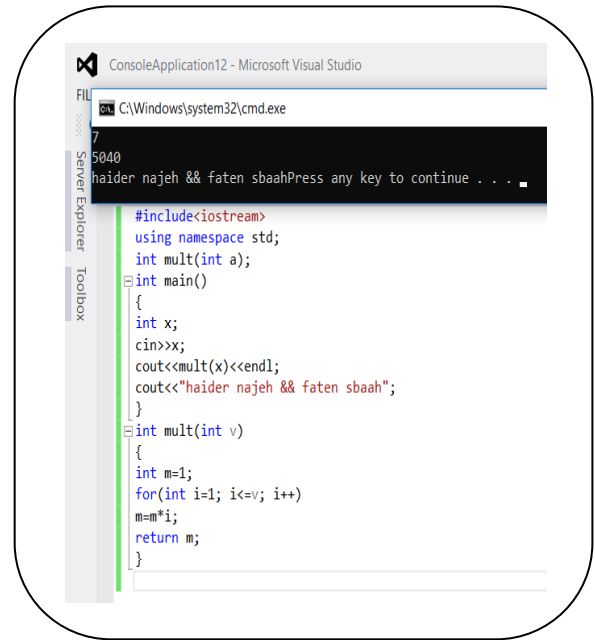 ConsoleApplication12 - Microsoft Visual Studio
FIL
C:\Windows\system32\cmd.exe
7
5040
haider najeh && faten sbaahPress any key to continue . . .
Server Explorer
Toolbox
#include<iostream>
using namespace std;
int mult(int a);
int main()
{
int x;
cin>>x;
cout<<mult(x)<<endl;
cout<<"haider najeh && faten sbaah";
}
int mult(int v)
{
int m=1;
for(int i=1; i<=v; i++)
m=m*i;
return m;
}